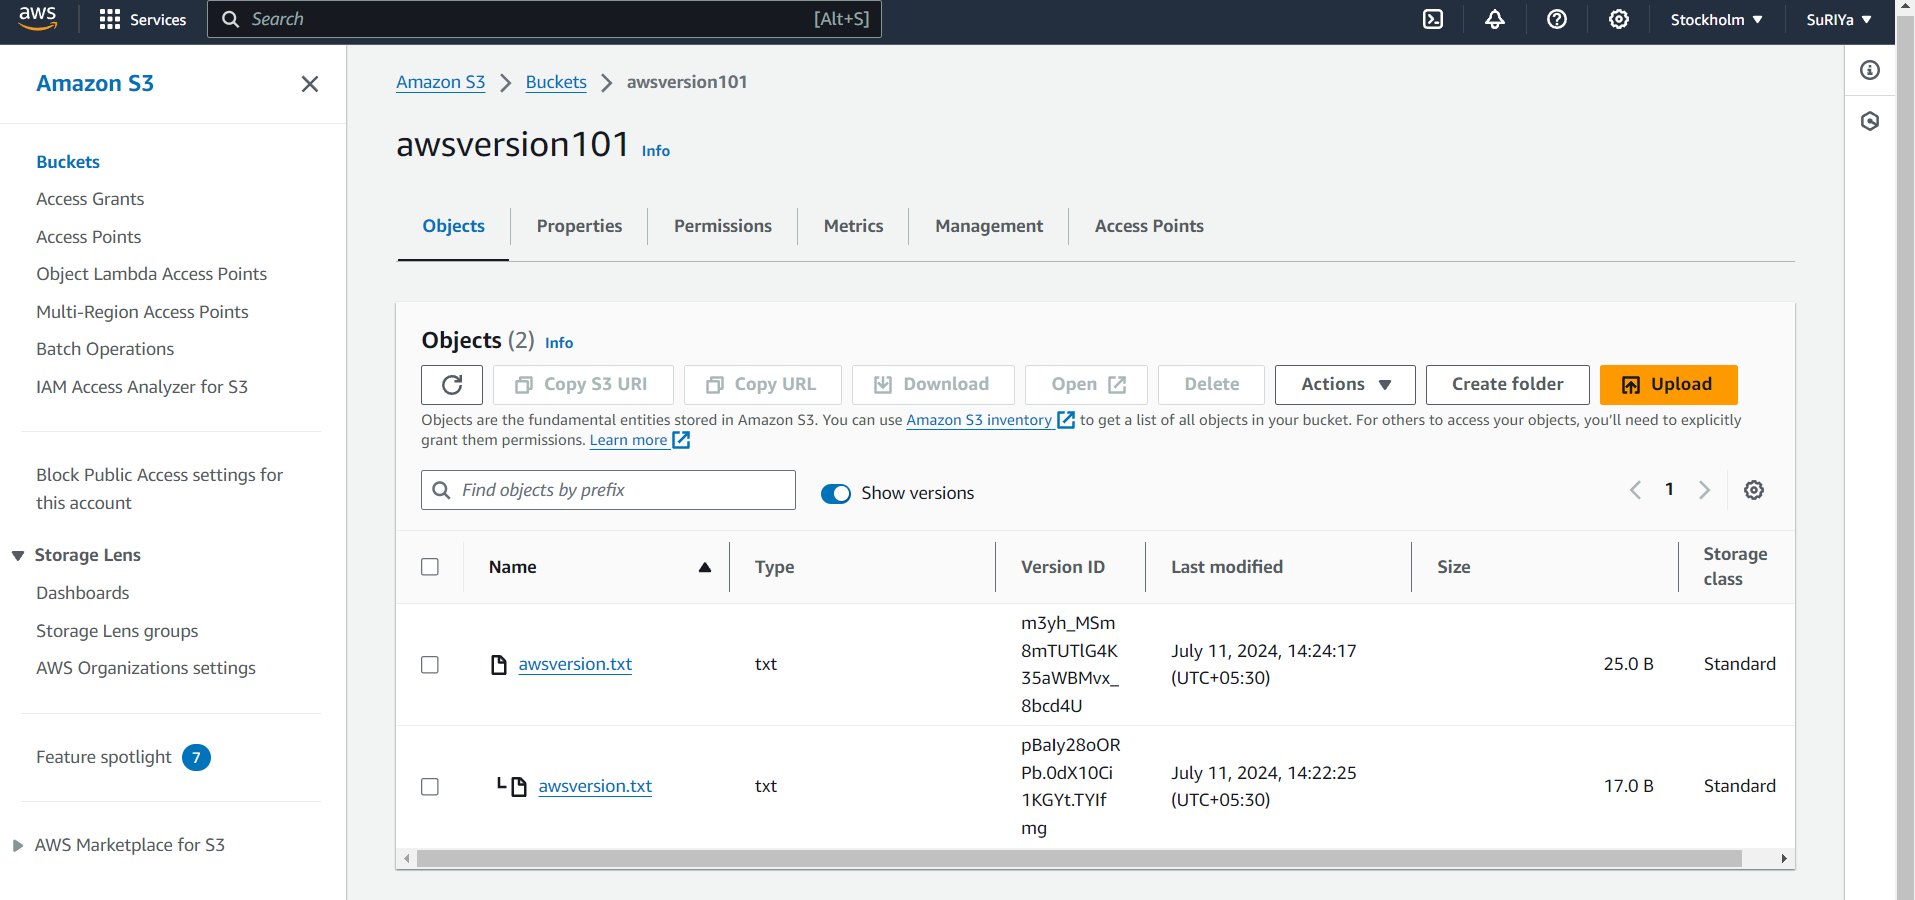 aws
Services
Search
[Alt+S]
Stockholm
SuRIYa
Amazon S3
Buckets
Access Grants
Access Points
Object Lambda Access Points
Multi-Region Access Points
Batch Operations
IAM Access Analyzer for S3
Block Public Access settings for
this account
Storage Lens
Dashboards
Storage Lens groups
AWS Organizations settings
Feature spotlight 7
AWS Marketplace for S3
Amazon S3 > Buckets > awsversion101
awsversion101 Info
Objects
Properties
Permissions
Metrics
Management
Access Points
Objects (2) Info
Copy S3 URI
Copy URL
Download
Open
Delete
Actions
Create folder
Upload
Objects are the fundamental entities stored in Amazon S3. You can use Amazon S3 inventory to get a list of all objects in your bucket. For others to access your objects, you'll need to explicitly
grant them permissions. Learn more
Find objects by prefix
Show versions
1
Name
Type
Version ID
Last modified
Size
Storage
class
awsversion.txt
txt
m3yh_MSm
8mTUTlG4K
35aWBMvx_
8bcd4U
July 11, 2024, 14:24:17
(UTC+05:30)
25.0 B
Standard
awsversion.txt
txt
pBaIy28oOR
Pb.0dX10Ci
1KGYt.TYIf
mg
July 11, 2024, 14:22:25
(UTC+05:30)
17.0 B
Standard